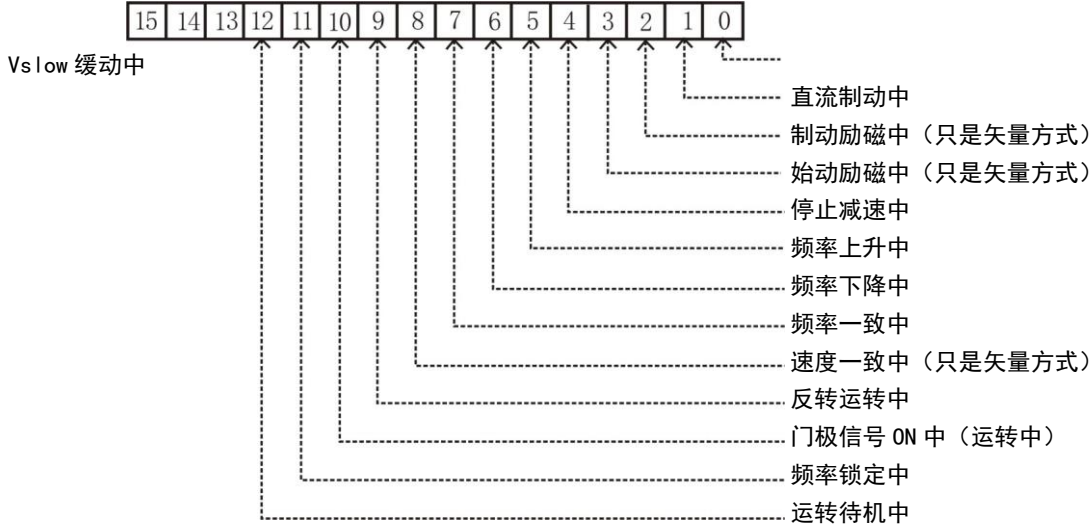 15 14 13 12 11 10 9 8 7 6 5 4 3 2 1 0
Vslow 缓动中
直流制动中
制动励磁中（只是矢量方式）
始动励磁中（只是矢量方式）
停止减速中
频率上升中
频率下降中
频率一致中
速度一致中（只是矢量方式）
反转运转中
门极信号 ON 中（运转中）
频率锁定中
运转待机中